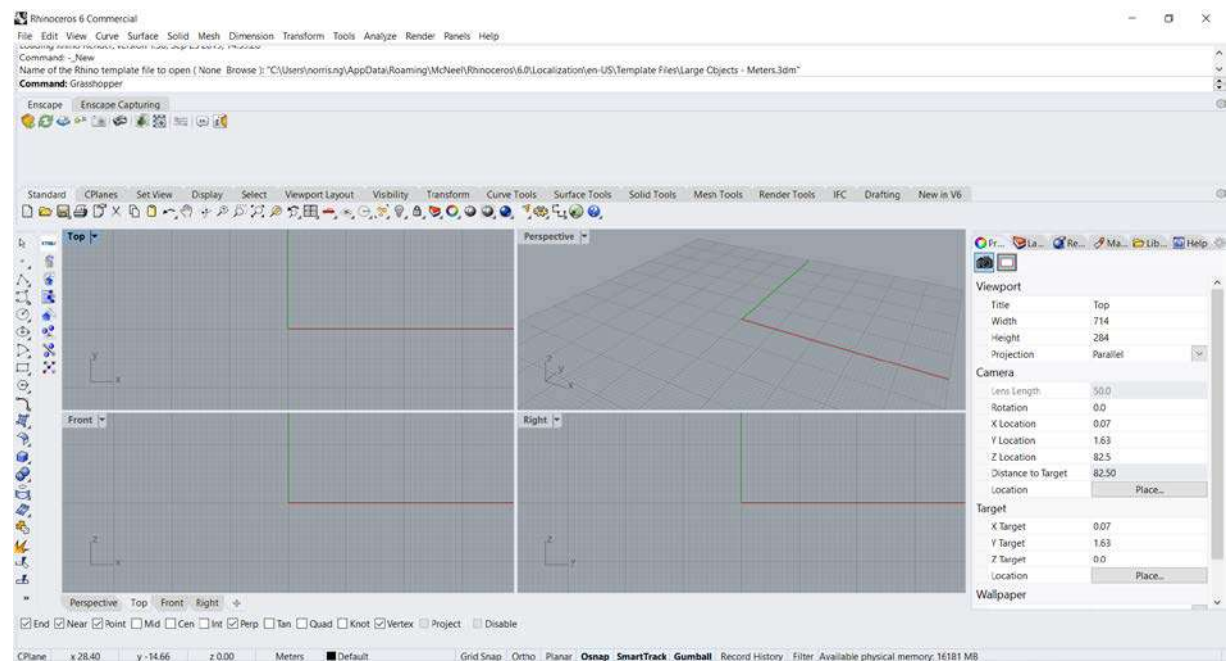 Rhinoceros 6 Commercial
File Edit View Curve Surface Solid Mesh Dimension Transform Tools Analyze Render Panels Help
Command: -_New
Name of the Rhino template file to open ( None Browse ): "C:\Users\norris.ng\AppData\Roaming\McNeel\Rhinoceros\6.0\Localization\en-US\Template Files\Large Objects - Meters.3dm"
Command: Grasshopper
Enscape Enscape Capturing
Standard CPlanes Set View Display Select Viewport Layout Visibility Transform Curve Tools Surface Tools Solid Tools Mesh Tools Render Tools IFC Drafting New in V6
Top
y
x
Perspective
z
y
x
Front
z
x
Right
z
y
Pr... La... Re... Ma... Lib... Help
Viewport
Title Top
Width 714
Height 284
Projection Parallel
Camera
Lens Length 50.0
Rotation 0.0
X Location 0.07
Y Location 1.63
Z Location 82.5
Distance to Target 82.50
Location Place...
Target
X Target 0.07
Y Target 1.63
Z Target 0.0
Location Place...
Wallpaper
Perspective Top Front Right
End Near Point Mid Cen Int Perp Tan Quad Knot Vertex Project Disable
CPlane x 28.40 y -14.66 z 0.00 Meters Default Grid Snap Ortho Planar Osnap SmartTrack Gumball Record History Filter Available physical memory: 16181 MB